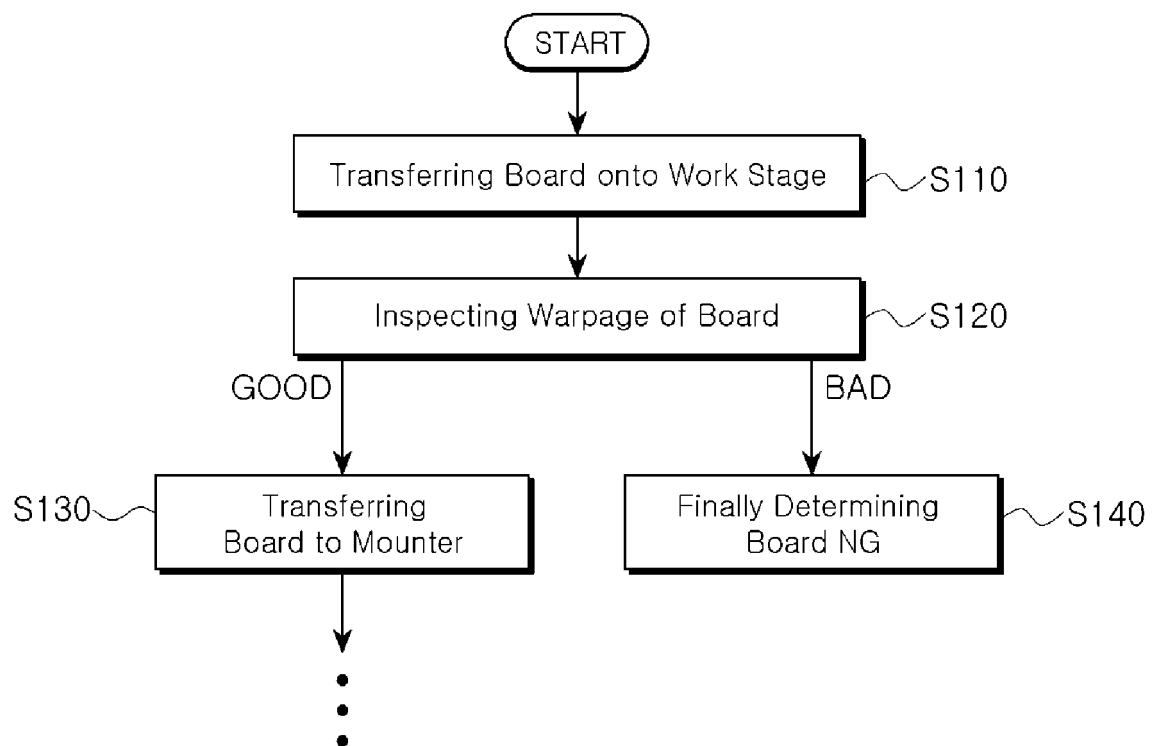 START
Transferring Board onto Work Stage
S110
Inspecting Warpage of Board
S120
GOOD
BAD
S130
Transferring
Board to Mounter
Finally Determining
Board NG
S140